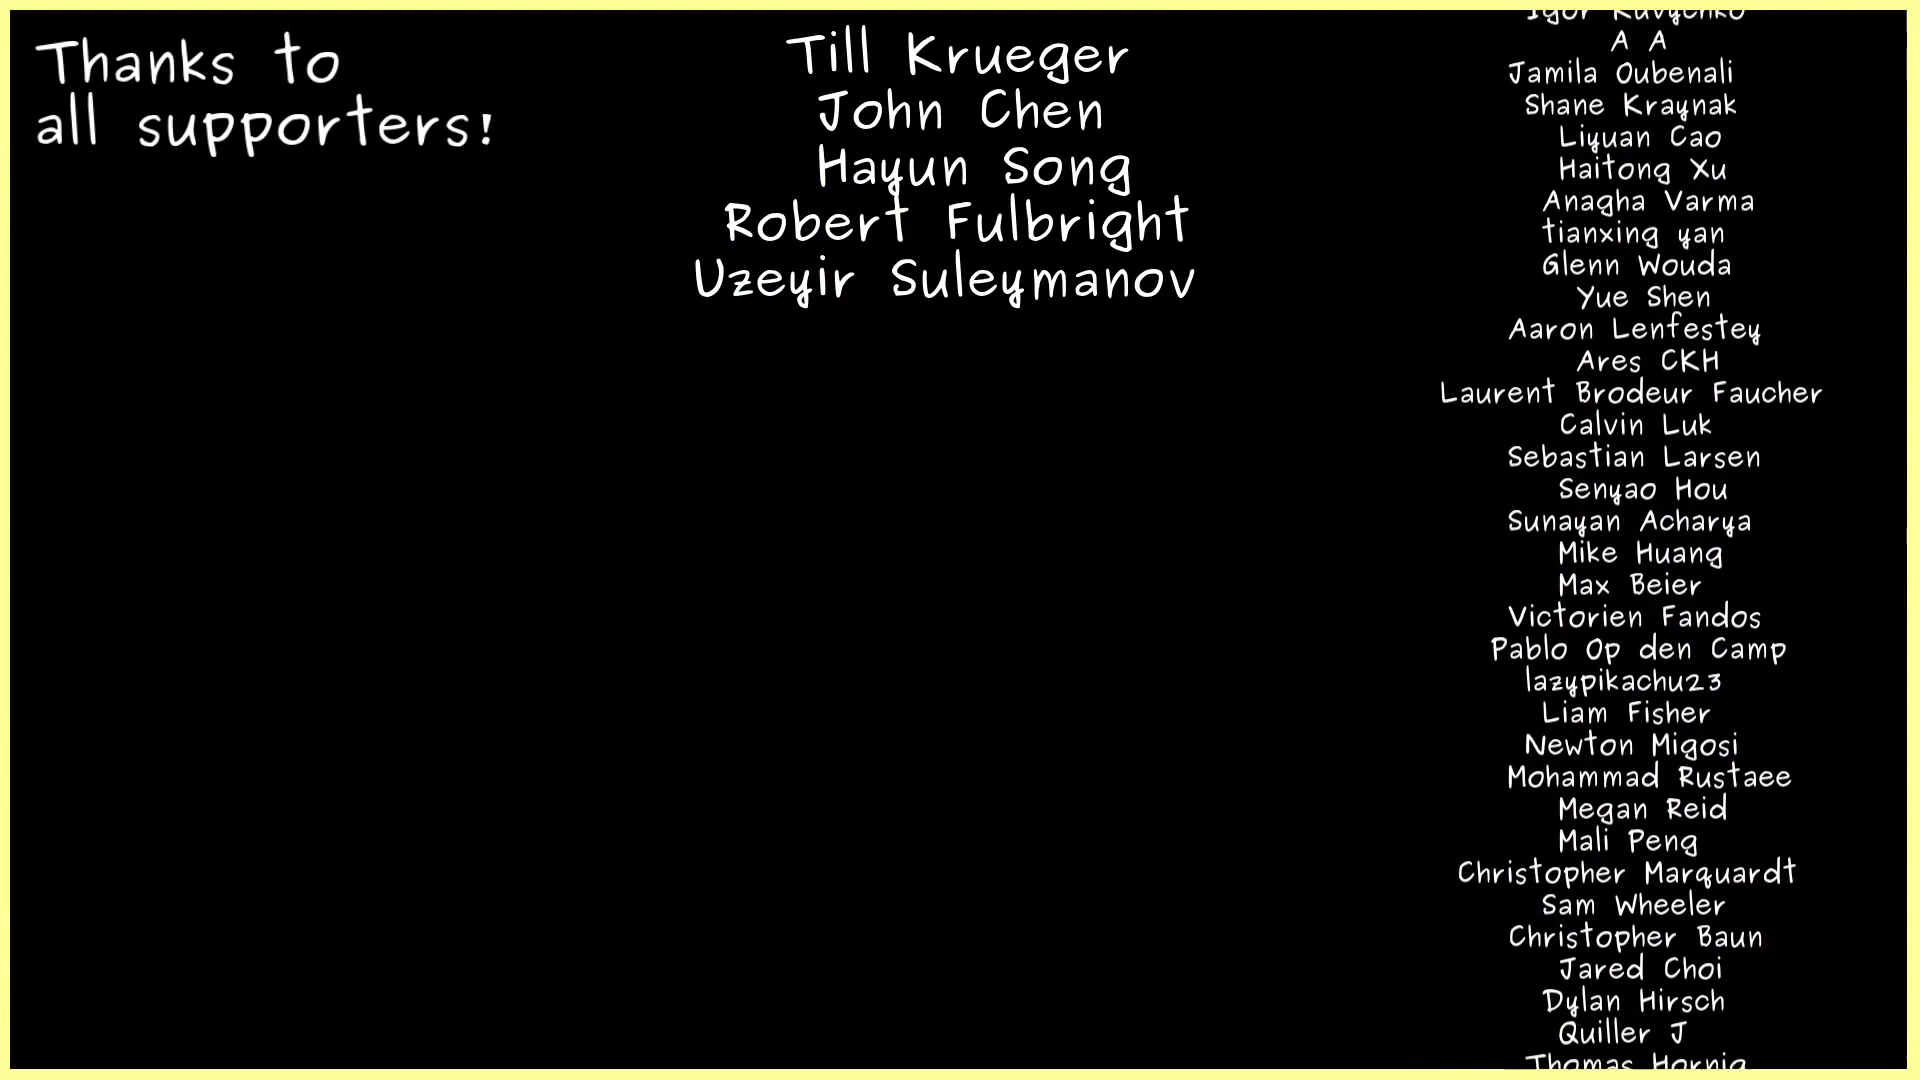 Thanks to
all supporters!
Till Krueger
John Chen
Hayun Song
Robert Fulbright
Uzeyir Suleymanov
A A
Jamila Oubenali
Shane Kraynak
Liyuan Cao
Haitong Xu
Anagha Varma
tianxing yan
Glenn Wouda
Yue Shen
Aaron Lenfestey
Ares CKH
Laurent Brodeur Faucher
Calvin Luk
Sebastian Larsen
Senyao Hou
Sunayan Acharya
Mike Huang
Max Beier
Victorien Fandos
Pablo Op den Camp
lazypikachu23
Liam Fisher
Newton Migosi
Mohammad Rustaee
Megan Reid
Mali Peng
Christopher Marquardt
Sam Wheeler
Christopher Baun
Jared Choi
Dylan Hirsch
Quiller J
Thomas Hornig